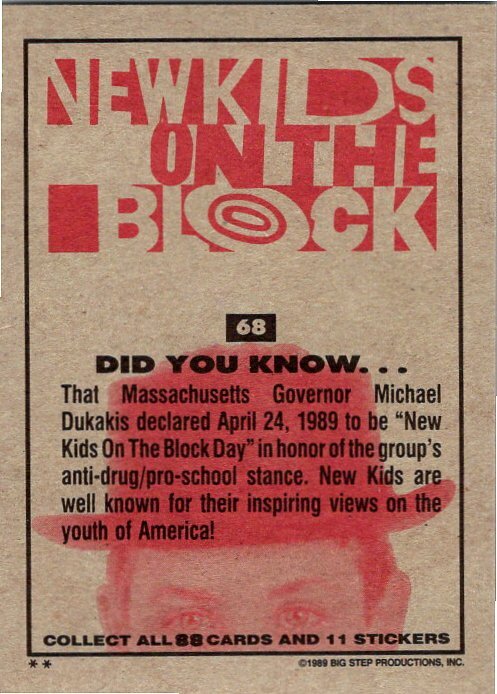 NEW KIDS
ON THE
BLOCK
68
DID YOU KNOW. . .
That Massachusetts Governor Michael
Dukakis declared April 24, 1989 to be “New
Kids On The Block Day” in honor of the group's
anti-drug/pro-school stance. New Kids are
well known for their inspiring views on the
youth of America!
COLLECT ALL 88 CARDS AND 11 STICKERS
** ©1989 BIG STEP PRODUCTIONS, INC.